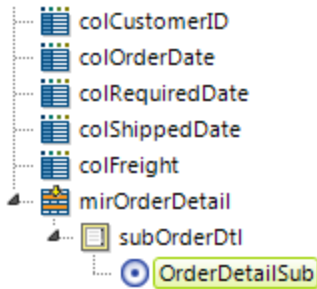 colCustomerID
colOrderDate
colRequiredDate
colShippedDate
colFreight
mirOrderDetail
subOrderDtl
OrderDetailSub